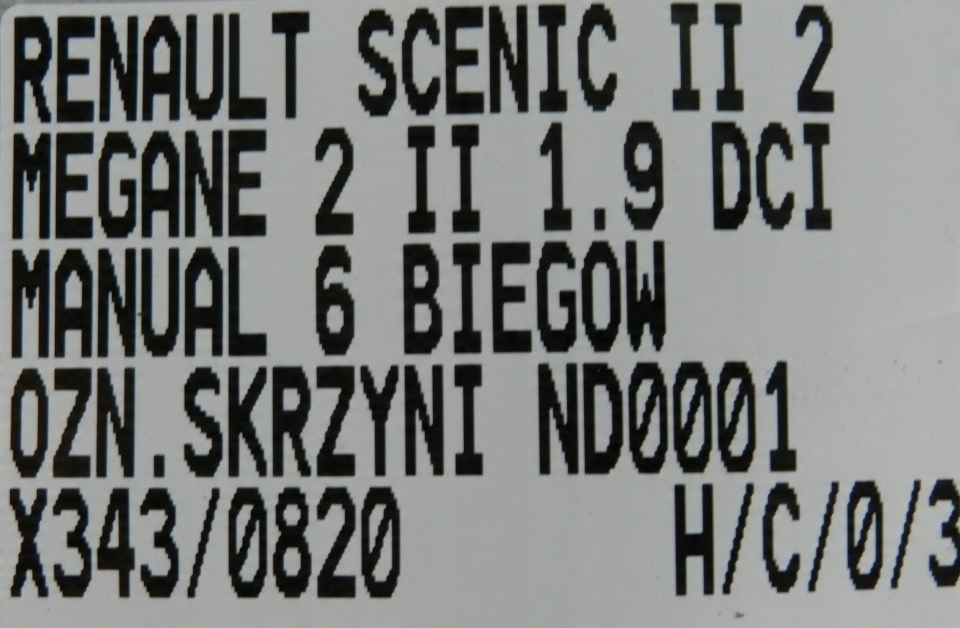 RENAULT SCENIC II 2
MEGANE 2 II 1.9 DCI
MANUAL 6 BIEGÓW
OZN.SKRZYNI ND0001
X343/0820 H/C/0/3